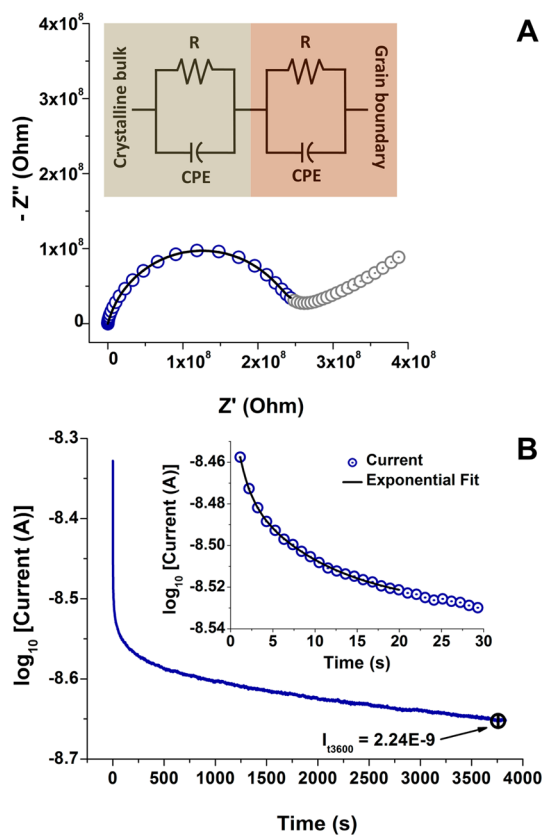 A
4x10⁸
3x10⁸
2x10⁸
1x10⁸
0
- Z" (Ohm)
Crystalline bulk
R
CPE
R
CPE
Grain boundary
0
1x10⁸
2x10⁸
3x10⁸
4x10⁸
Z' (Ohm)
B
-8.3
-8.4
-8.5
-8.6
-8.7
log₁₀ [Current (A)]
-8.46
-8.48
-8.50
-8.52
-8.54
log₁₀ [Current (A)]
Current
Exponential Fit
0 5 10 15 20 25 30
Time (s)
I_t3600 = 2.24E-9
0 500 1000 1500 2000 2500 3000 3500 4000
Time (s)